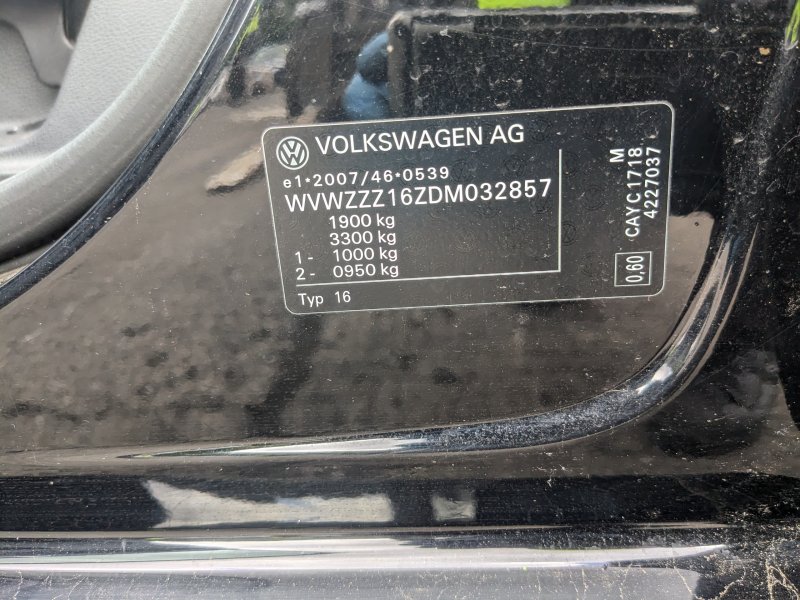 VOLKSWAGEN AG
e1*2007/46*0539
WVWZZZ16ZDM032857
1900 kg
3300 kg
1 - 1000 kg
2 - 0950 kg
Typ 16
M
CAYC1718
4227037
0,60